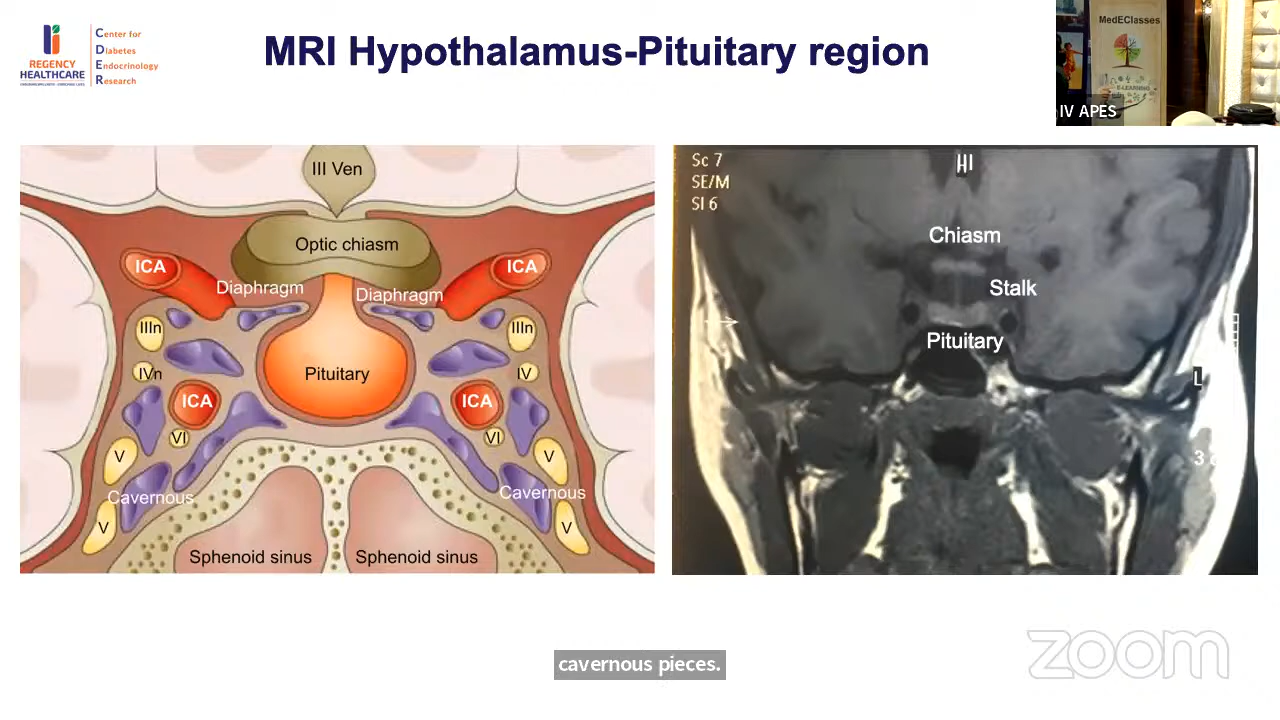 REGENCY
HEALTHCARE
Center for
Diabetes
Endocrinology
Research
MRI Hypothalamus-Pituitary region
MedEClasses
E-LEARNING
IV APES
III Ven
Optic chiasm
ICA
ICA
Diaphragm
Diaphragm
IIIn
IIIn
IVn
Pituitary
IV
ICA
ICA
VI
VI
V
V
Cavernous
Cavernous
V
V
Sphenoid sinus
Sphenoid sinus
Sc 7
SE/M
SI 6
HI
Chiasm
Stalk
Pituitary
L
3
cavernous pieces.
zoom